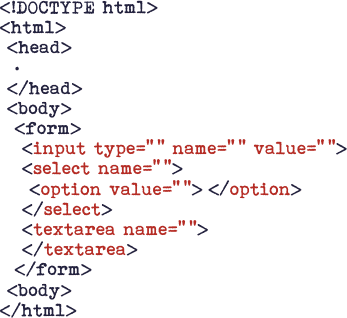 <!DOCTYPE html>
<html>
<head>
.
</head>
<body>
<form>
<input type="" name="" value="">
<select name="">
<option value=""> </option>
</select>
<textarea name="">
</textarea>
</form>
<body>
</html>